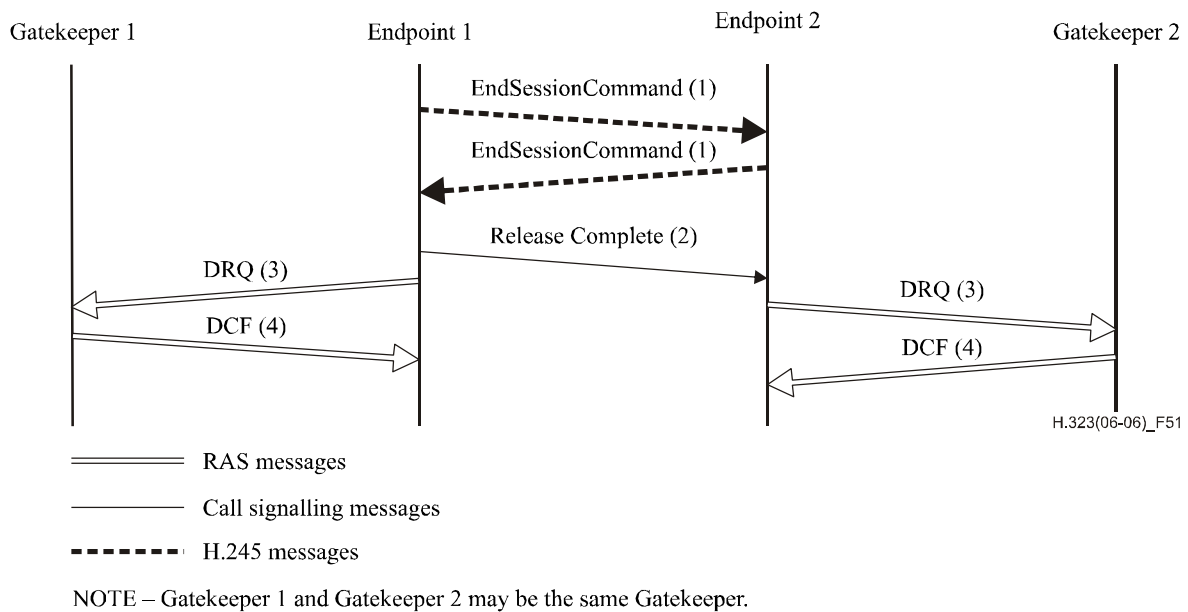 Gatekeeper 1
Endpoint 1
Endpoint 2
Gatekeeper 2
EndSessionCommand (1)
EndSessionCommand (1)
Release Complete (2)
DRQ (3)
DRQ (3)
DCF (4)
DCF (4)
H.323(06-06)_F51
RAS messages
Call signalling messages
H.245 messages
NOTE – Gatekeeper 1 and Gatekeeper 2 may be the same Gatekeeper.